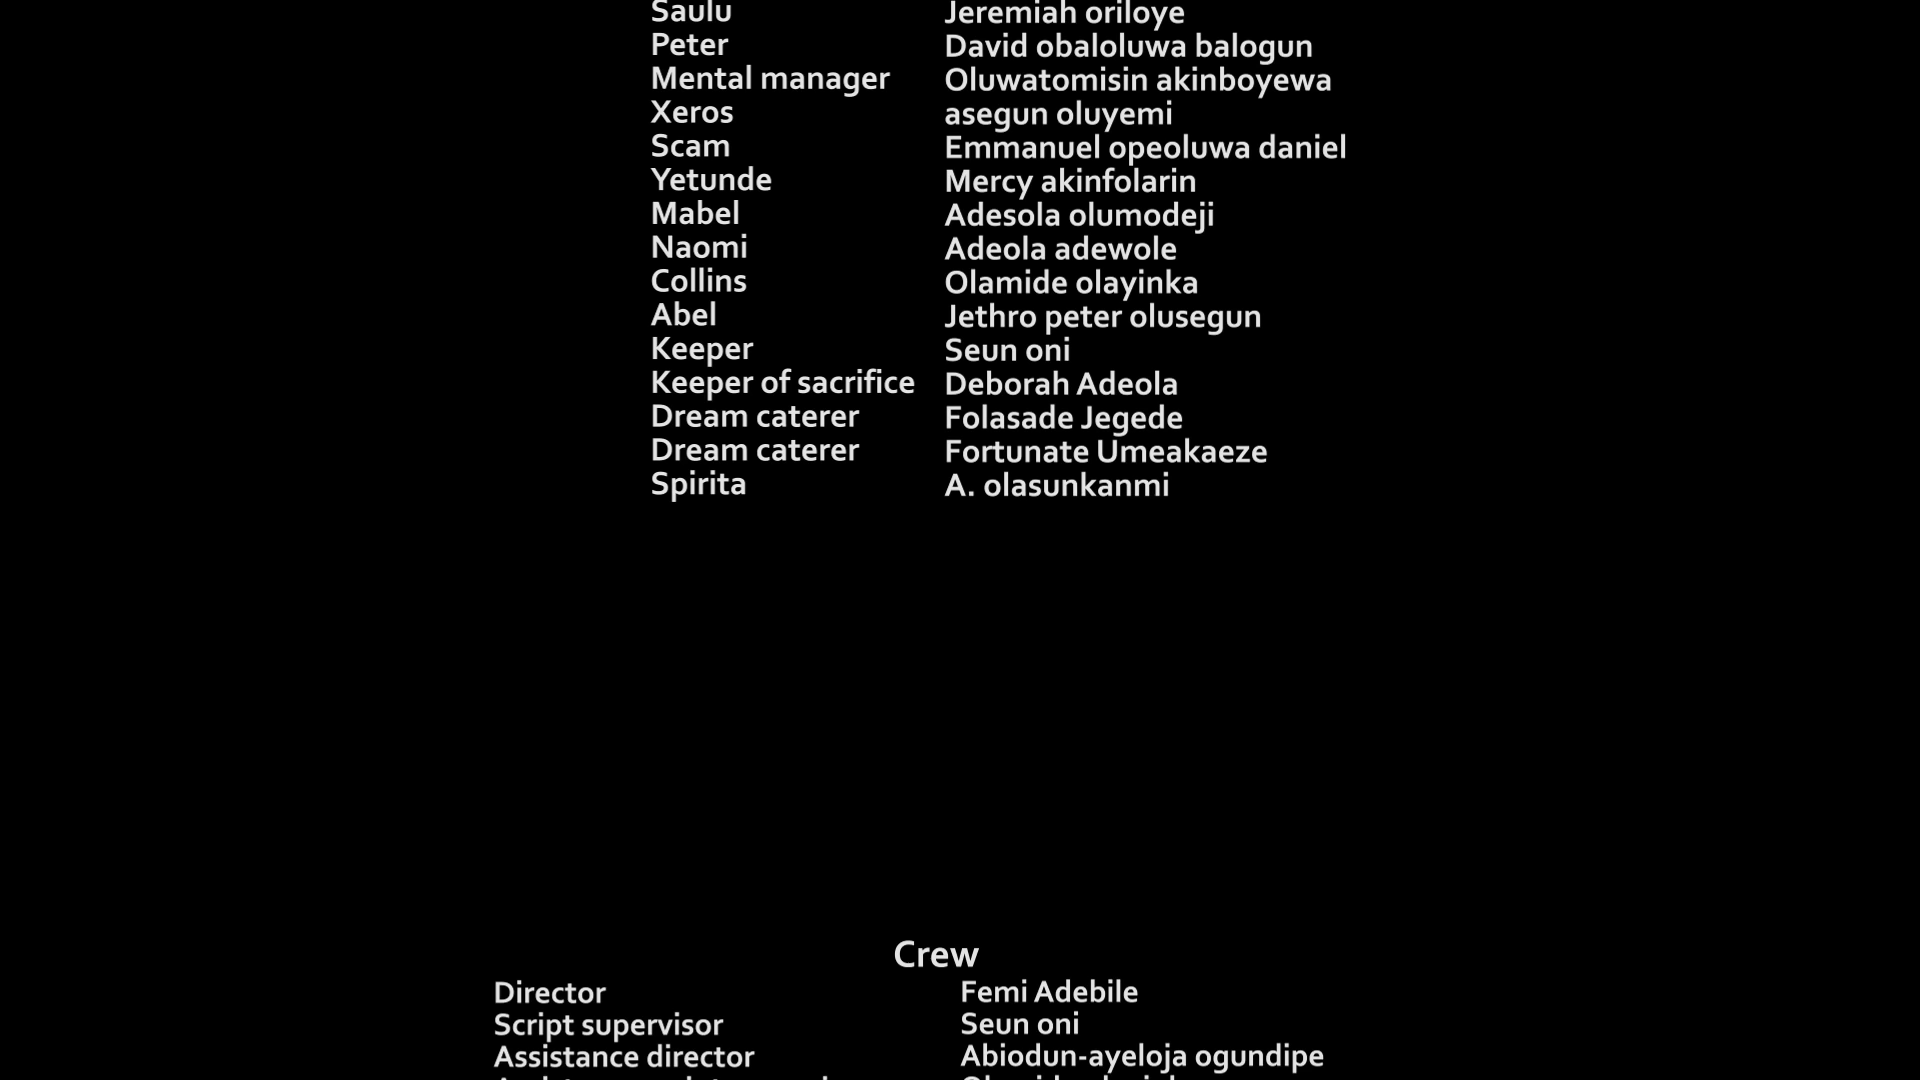 Saulu Jeremiah oriloye
Peter David obaloluwa balogun
Mental manager Oluwatomisin akinboyewa
Xeros asegun oluyemi
Scam Emmanuel opeoluwa daniel
Yetunde Mercy akinfolarin
Mabel Adesola olumodeji
Naomi Adeola adewole
Collins Olamide olayinka
Abel Jethro peter olusegun
Keeper Seun oni
Keeper of sacrifice Deborah Adeola
Dream caterer Folasade Jegede
Dream caterer Fortunate Umeakaeze
Spirita A. olasunkanmi
Crew
Director Femi Adebile
Script supervisor Seun oni
Assistance director Abiodun-ayeloja ogundipe